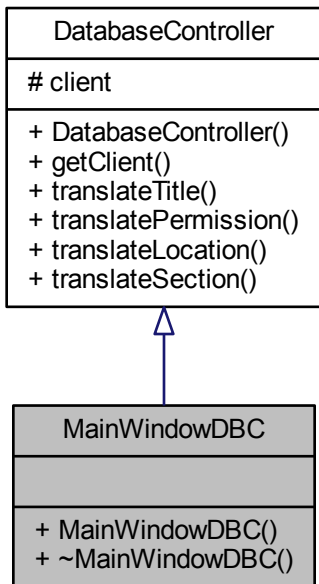 DatabaseController
# client
+ DatabaseController()
+ getClient()
+ translateTitle()
+ translatePermission()
+ translateLocation()
+ translateSection()
MainWindowDBC
+ MainWindowDBC()
+ ~MainWindowDBC()